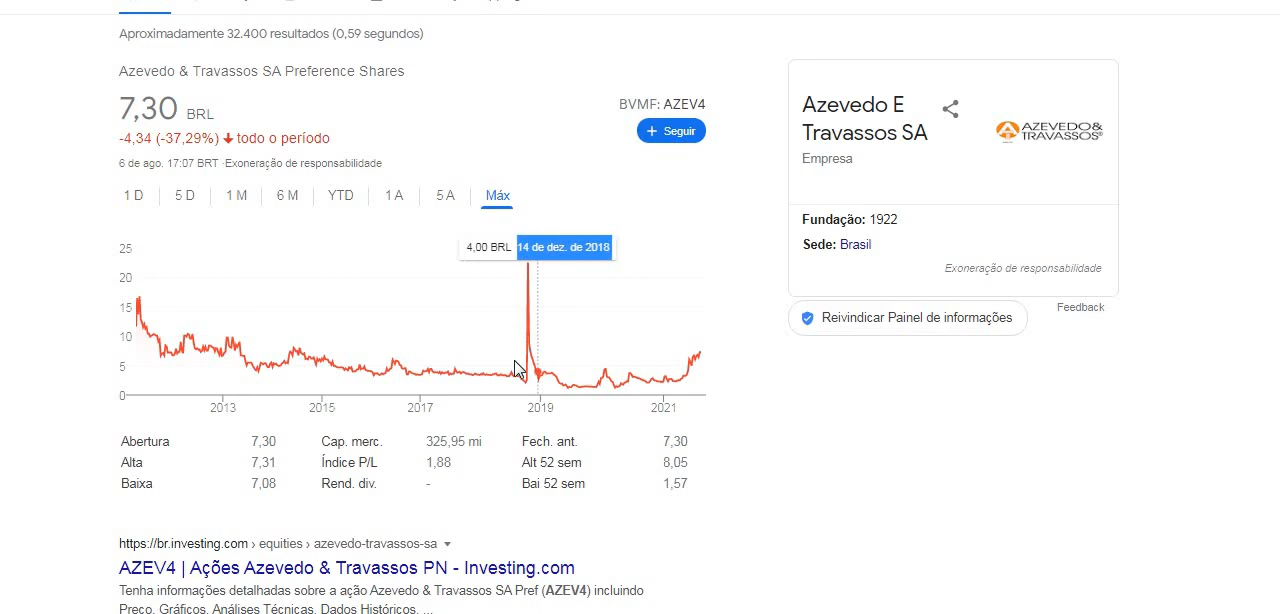 Aproximadamente 32.400 resultados (0,59 segundos)
Azevedo & Travassos SA Preference Shares
7,30 BRL
BVMF: AZEV4
-4,34 (-37,29%) todo o período
+ Seguir
6 de ago. 17:07 BRT ·Exoneração de responsabilidade
1 D 5 D 1 M 6 M YTD 1 A 5 A Máx
4,00 BRL 14 de dez. de 2018
25
20
15
10
5
0
2013 2015 2017 2019 2021
Abertura 7,30 Cap. merc. 325,95 mi Fech. ant. 7,30
Alta 7,31 Índice P/L 1,88 Alt 52 sem 8,05
Baixa 7,08 Rend. div. - Bai 52 sem 1,57
https://br.investing.com › equities › azevedo-travassos-sa
AZEV4 | Ações Azevedo & Travassos PN - Investing.com
Tenha informações detalhadas sobre a ação Azevedo & Travassos SA Pref (AZEV4) incluindo
Preço, Gráficos, Análises Técnicas, Dados Históricos, ...
Azevedo E
Travassos SA
Empresa
AZEVEDO&
TRAVASSOS
Fundação: 1922
Sede: Brasil
Exoneração de responsabilidade
Feedback
Reivindicar Painel de informações